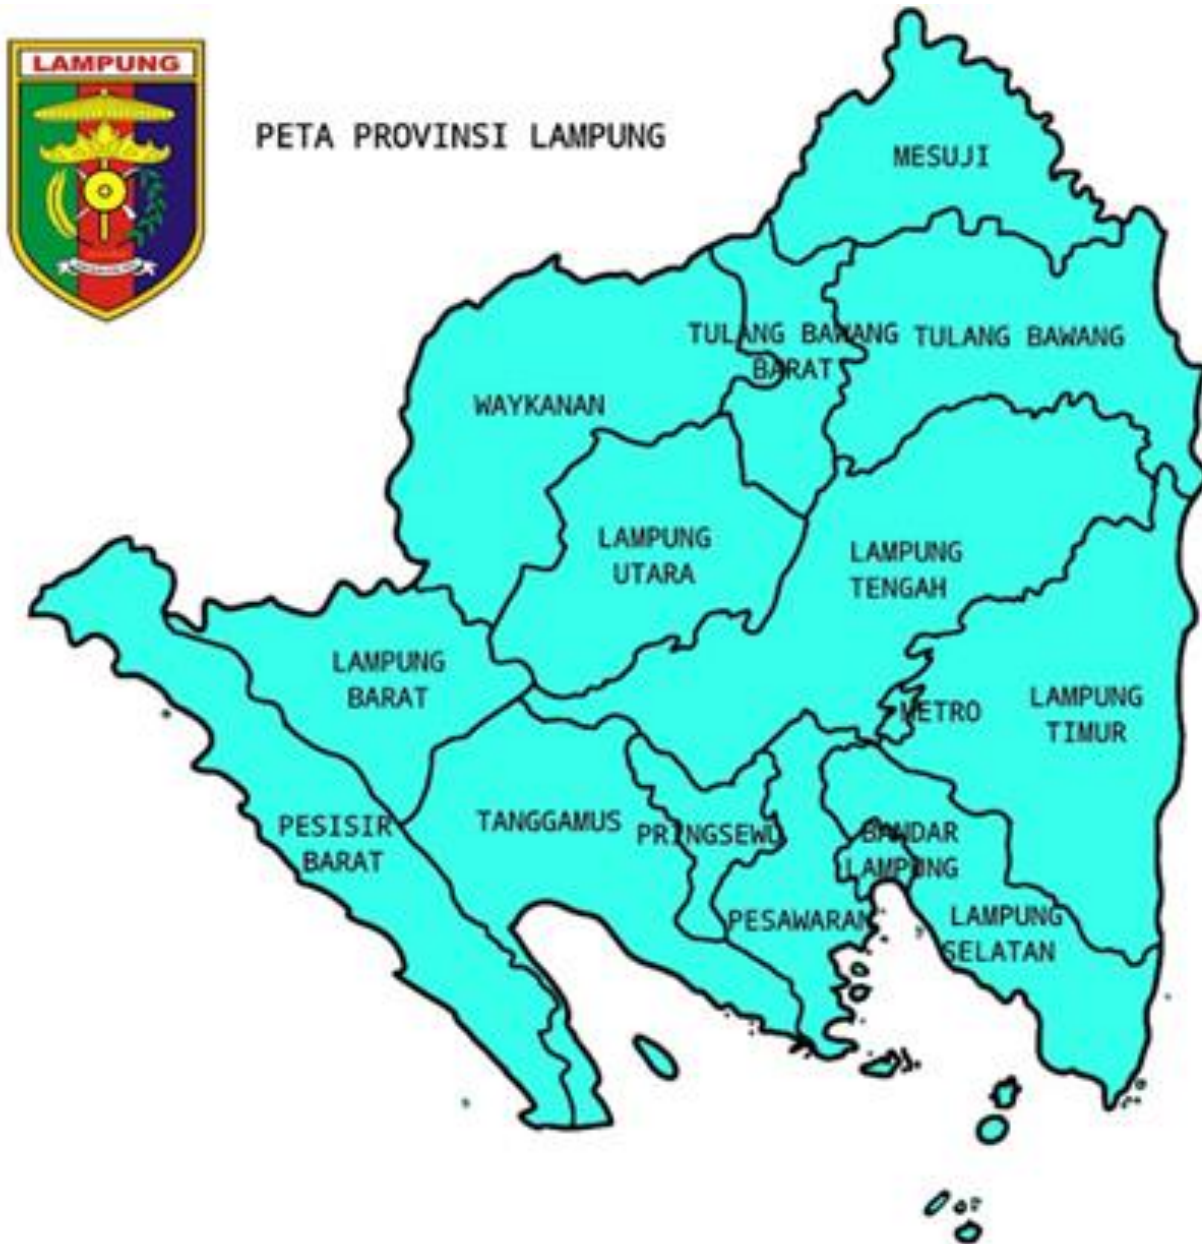 LAMPUNG
PETA PROVINSI LAMPUNG
MESUJI
TULANG BAWANG
BARAT
TULANG BAWANG
WAYKANAN
LAMPUNG
UTARA
LAMPUNG
TENGAH
LAMPUNG
BARAT
METRO
LAMPUNG
TIMUR
PESISIR
BARAT
TANGGAMUS
PRINGSEWU
BANDAR
LAMPUNG
PESAWARAN
LAMPUNG
SELATAN